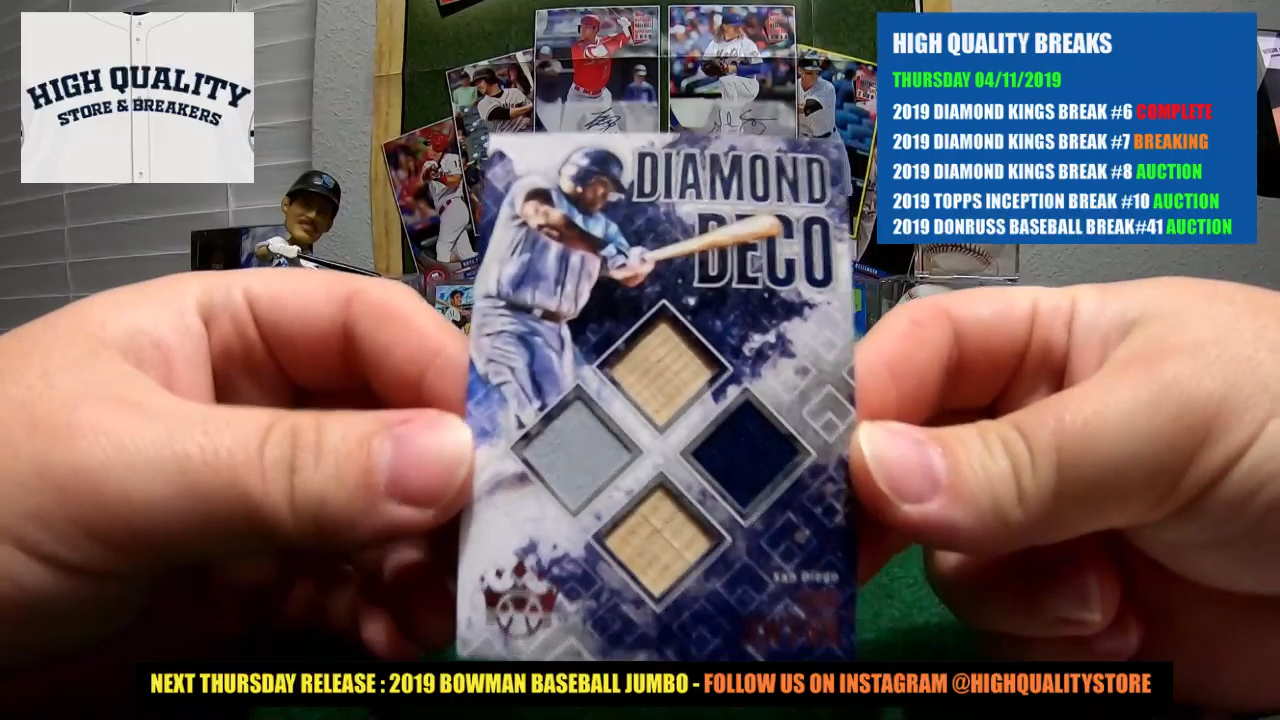 HIGH QUALITY
STORE & BREAKERS
HIGH QUALITY BREAKS
THURSDAY 04/11/2019
2019 DIAMOND KINGS BREAK #6 COMPLETE
2019 DIAMOND KINGS BREAK #7 BREAKING
2019 DIAMOND KINGS BREAK #8 AUCTION
2019 TOPPS INCEPTION BREAK #10 AUCTION
2019 DONRUSS BASEBALL BREAK#41 AUCTION
DIAMOND
DECO
San Diego
NEXT THURSDAY RELEASE : 2019 BOWMAN BASEBALL JUMBO - FOLLOW US ON INSTAGRAM @HIGHQUALITYSTORE